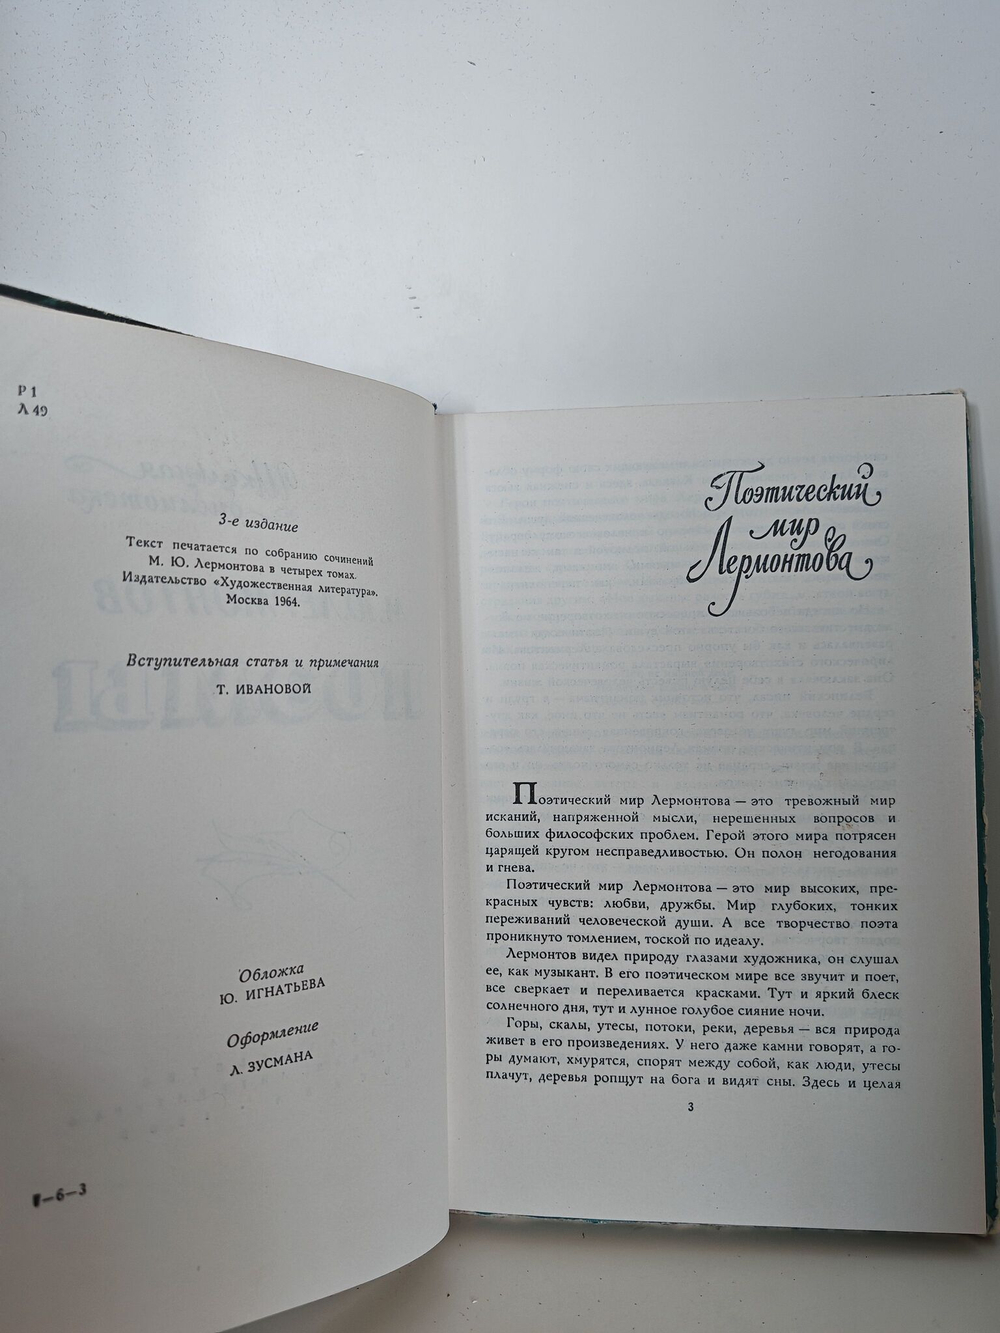 Р 1
Л 49
3-е издание
Текст печатается по собранию сочинений
М. Ю. Лермонтова в четырех томах.
Издательство «Художественная литература».
Москва 1964.
Вступительная статья и примечания
Т. ИВАНОВОЙ
Обложка
Ю. ИГНАТЬЕВА
Оформление
Л. ЗУСМАНА
–6–3
Поэтический
мир
Лермонтова
Поэтический мир Лермонтова — это тревожный мир
исканий, напряженной мысли, нерешенных вопросов и
больших философских проблем. Герой этого мира потрясен
царящей кругом несправедливостью. Он полон негодования
и гнева.
Поэтический мир Лермонтова — это мир высоких, пре-
красных чувств: любви, дружбы. Мир глубоких, тонких
переживаний человеческой души. А все творчество поэта
проникнуто томлением, тоской по идеалу.
Лермонтов видел природу глазами художника, он слушал
ее, как музыкант. В его поэтическом мире все звучит и поет,
все сверкает и переливается красками. Тут и яркий блеск
солнечного дня, тут и лунное голубое сияние ночи.
Горы, скалы, утесы, потоки, реки, деревья — вся природа
живет в его произведениях. У него даже камни говорят, а го-
ры думают, хмурятся, спорят между собой, как люди, утесы
плачут, деревья ропщут на бога и видят сны. Здесь и целая
3